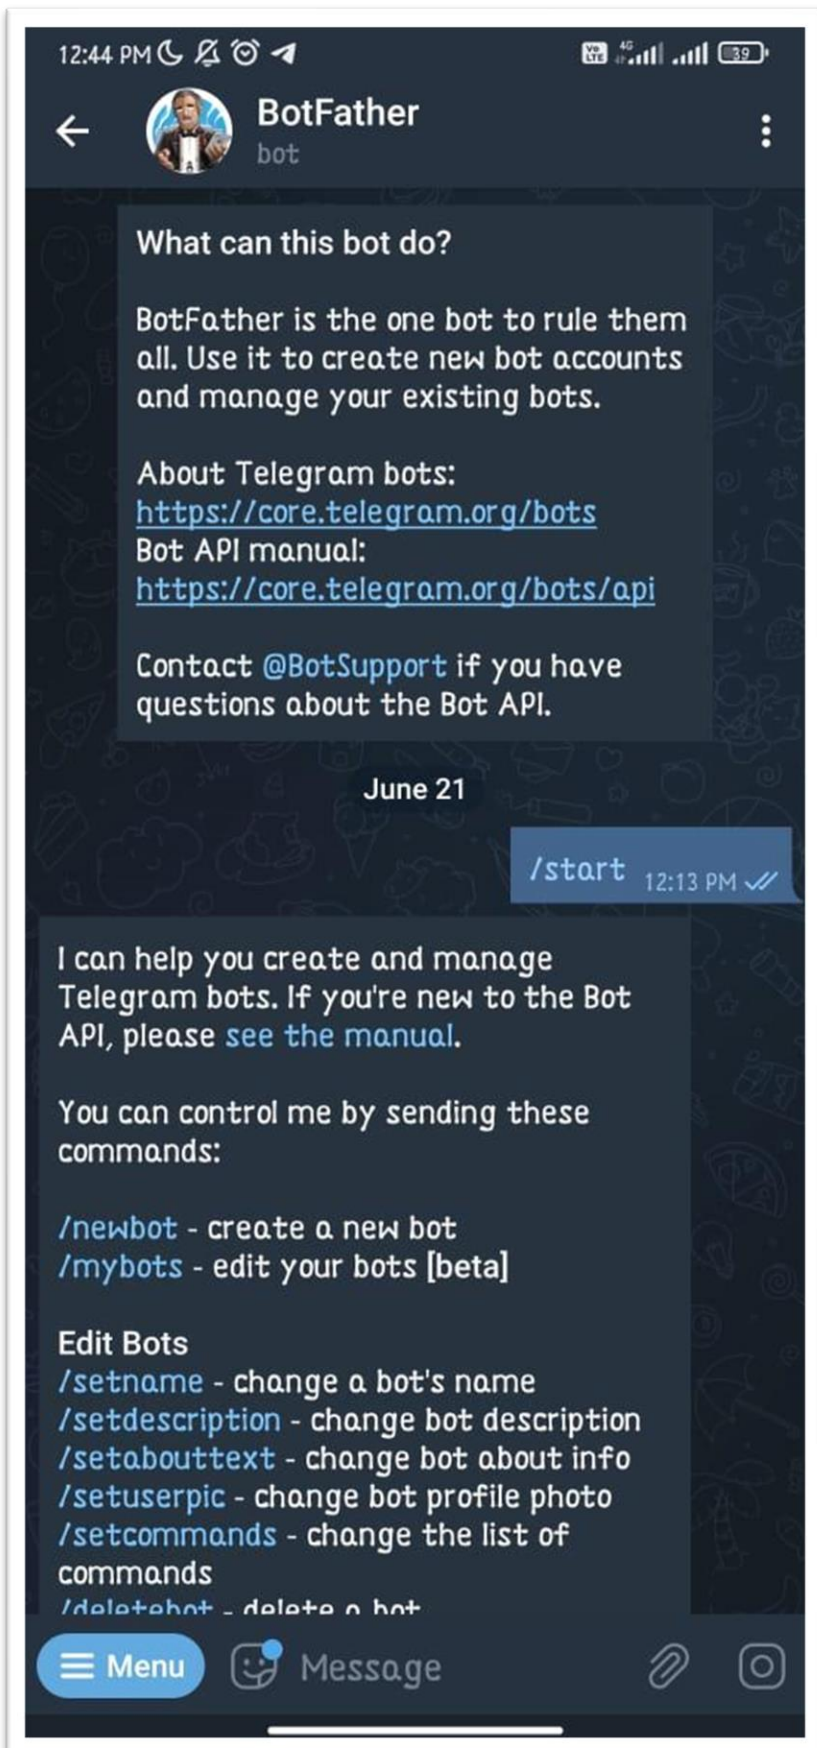 12:44 PM
Vo LTE 4G 39
BotFather
bot
What can this bot do?
BotFather is the one bot to rule them
all. Use it to create new bot accounts
and manage your existing bots.
About Telegram bots:
https://core.telegram.org/bots
Bot API manual:
https://core.telegram.org/bots/api
Contact @BotSupport if you have
questions about the Bot API.
June 21
/start 12:13 PM
I can help you create and manage
Telegram bots. If you're new to the Bot
API, please see the manual.
You can control me by sending these
commands:
/newbot - create a new bot
/mybots - edit your bots [beta]
Edit Bots
/setname - change a bot's name
/setdescription - change bot description
/setabouttext - change bot about info
/setuserpic - change bot profile photo
/setcommands - change the list of
commands
/deletebot - delete a bot
Menu
Message